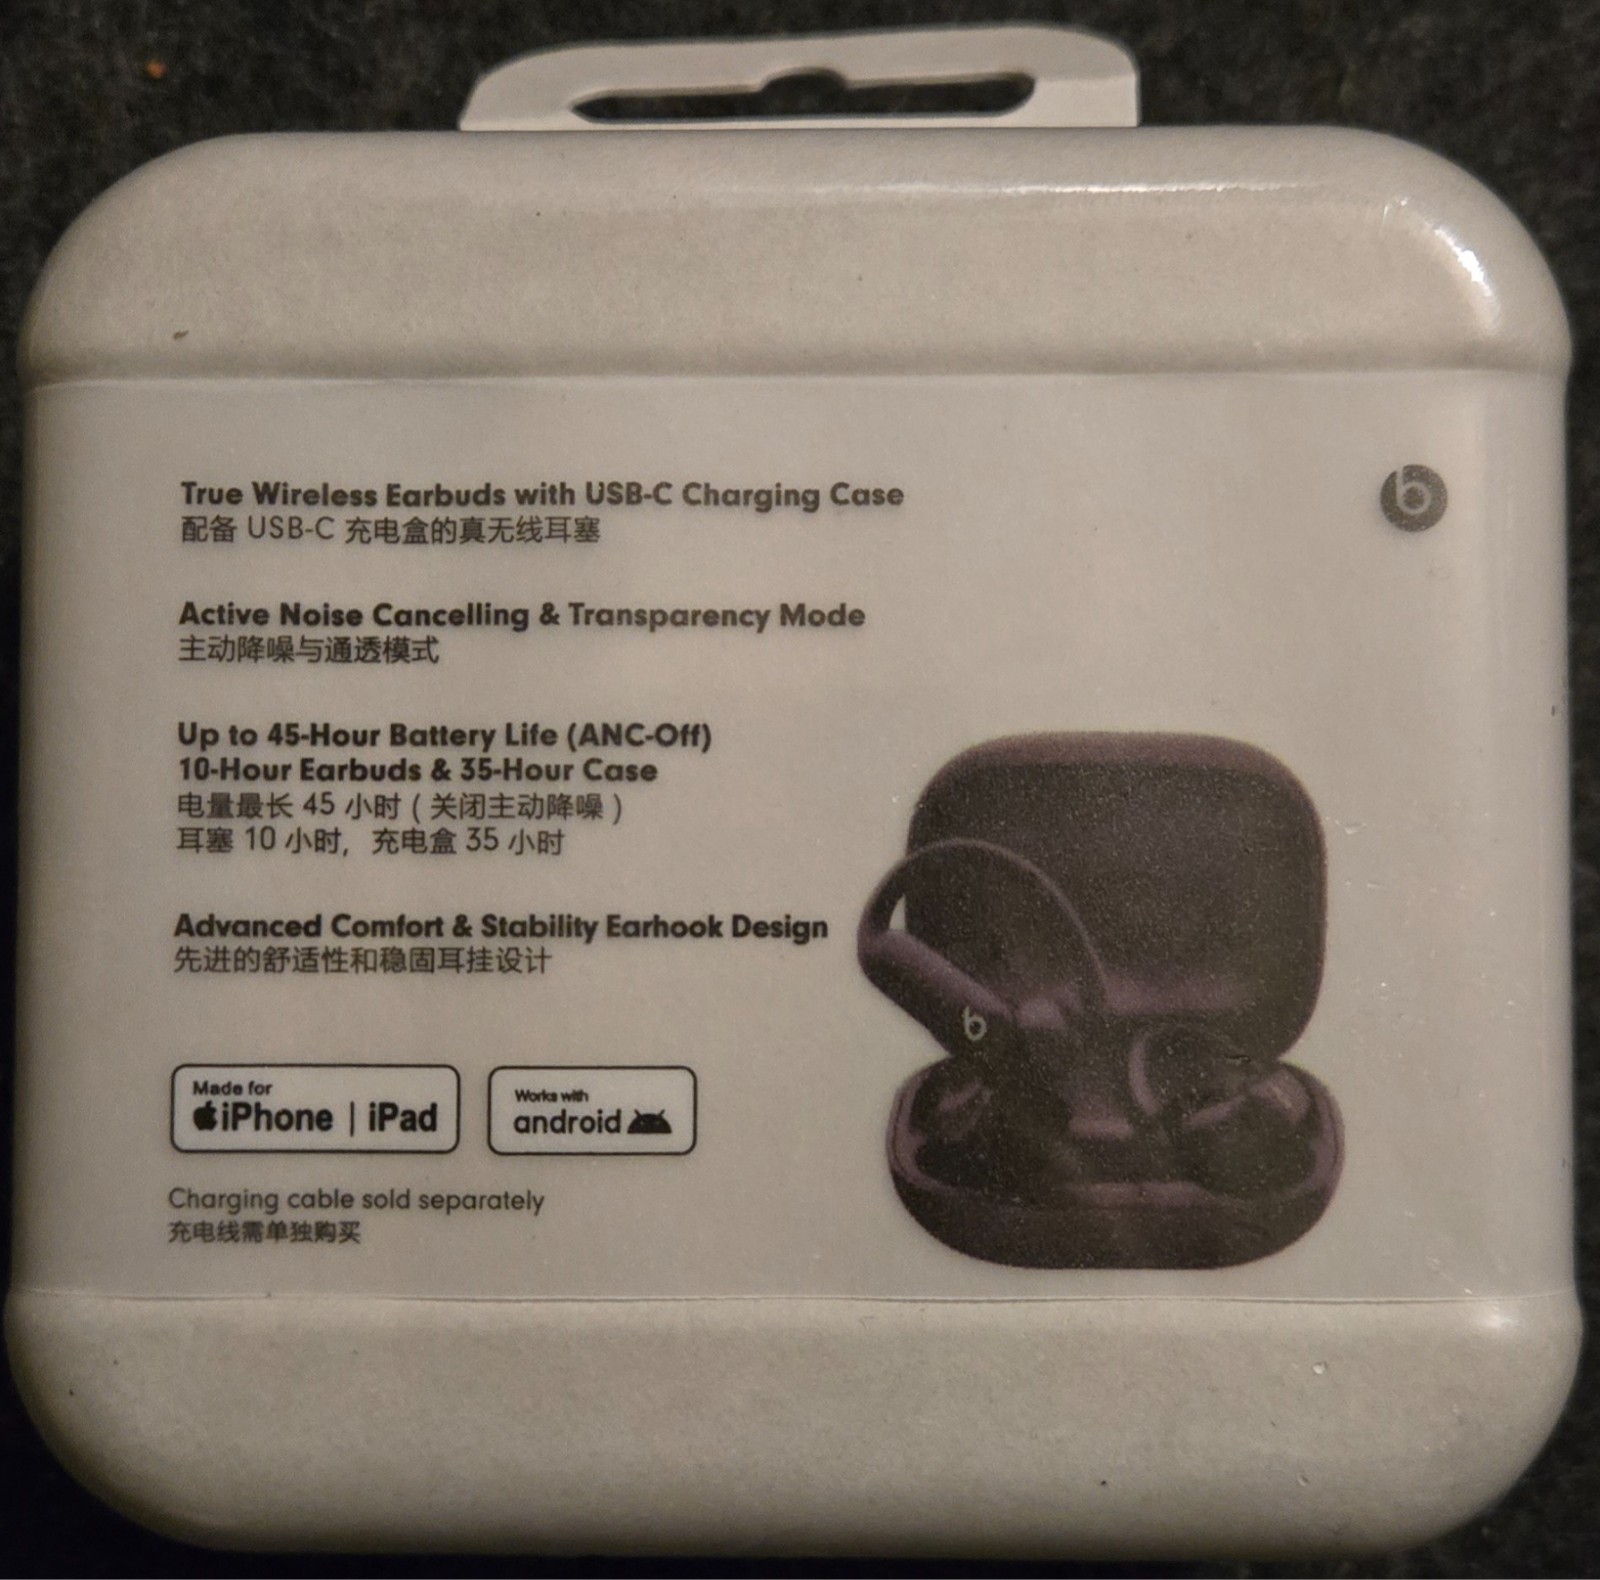 True Wireless Earbuds with USB-C Charging Case
配备 USB-C 充电盒的真无线耳塞
Active Noise Cancelling & Transparency Mode
主动降噪与通透模式
Up to 45-Hour Battery Life (ANC-Off)
10-Hour Earbuds & 35-Hour Case
电量最长 45 小时 ( 关闭主动降噪 )
耳塞 10 小时, 充电盒 35 小时
Advanced Comfort & Stability Earhook Design
先进的舒适性和稳固耳挂设计
Made for
iPhone | iPad
Works with
android
Charging cable sold separately
充电线需单独购买